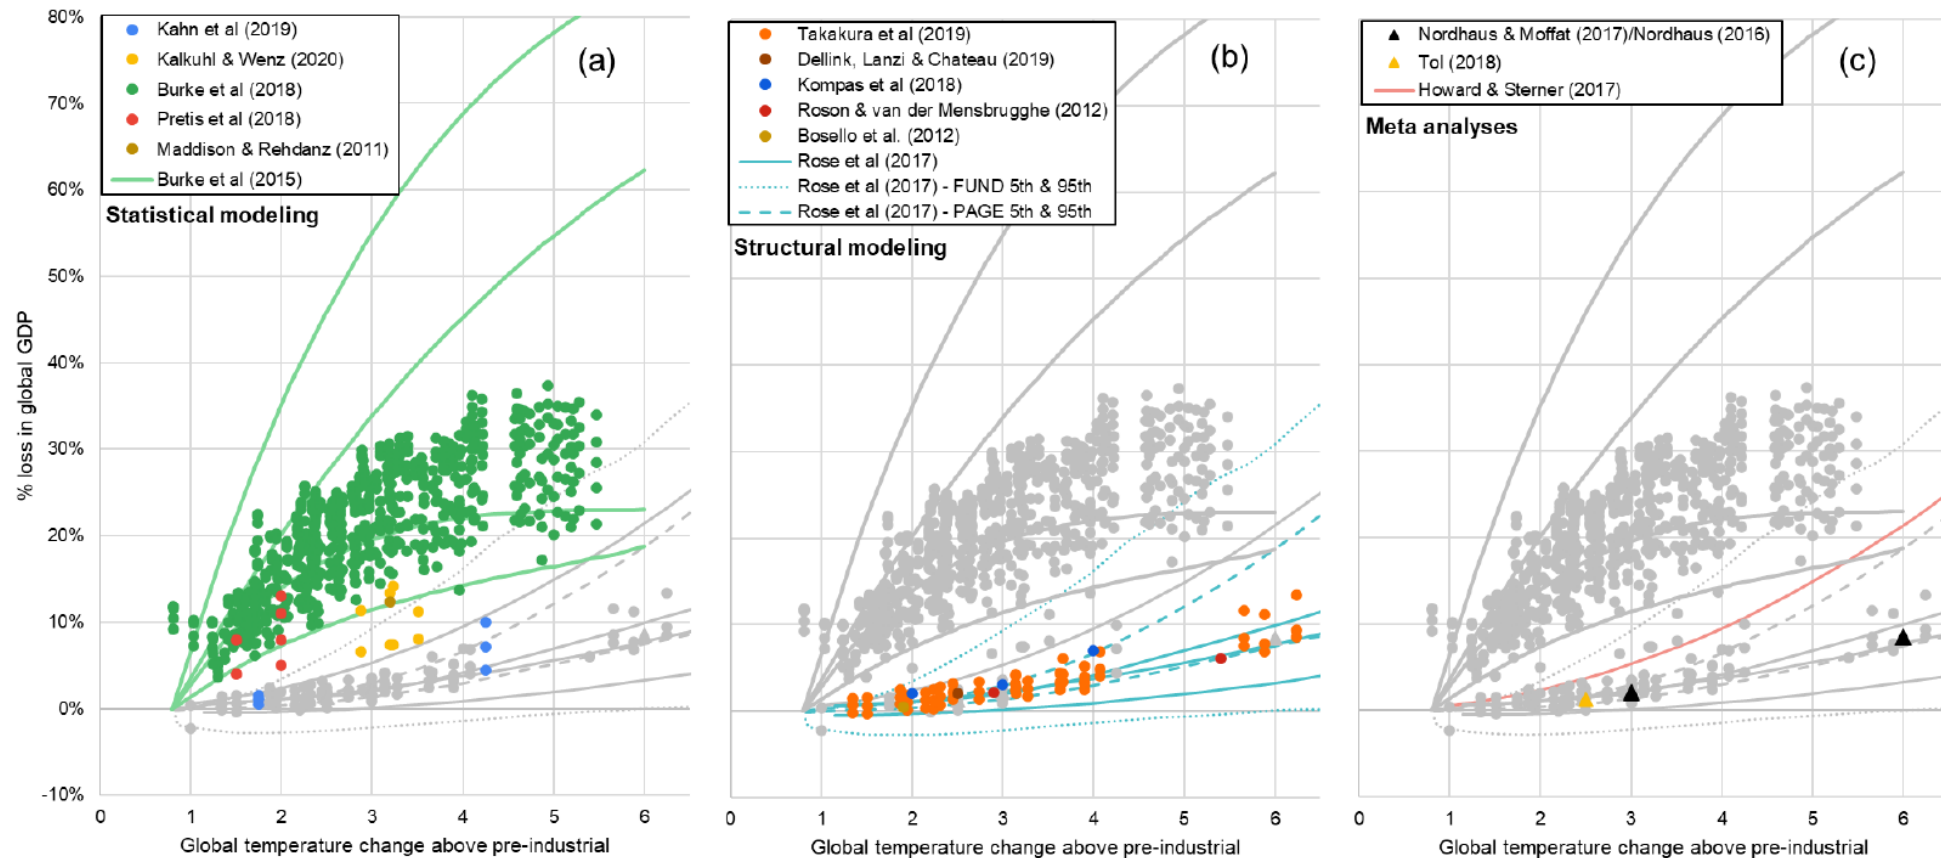 80%
70%
60%
50%
40%
30%
20%
10%
0%
-10%
% loss in global GDP
Kahn et al (2019)
Kalkuhl & Wenz (2020)
Burke et al (2018)
Pretis et al (2018)
Maddison & Rehdanz (2011)
Burke et al (2015)
(a)
Statistical modeling
0 1 2 3 4 5 6
Global temperature change above pre-industrial
Takakura et al (2019)
Dellink, Lanzi & Chateau (2019)
Kompas et al (2018)
Roson & van der Mensbrugghe (2012)
Bosello et al. (2012)
Rose et al (2017)
Rose et al (2017) - FUND 5th & 95th
Rose et al (2017) - PAGE 5th & 95th
(b)
Structural modeling
0 1 2 3 4 5 6
Global temperature change above pre-industrial
Nordhaus & Moffat (2017)/Nordhaus (2016)
Tol (2018)
Howard & Sterner (2017)
(c)
Meta analyses
0 1 2 3 4 5 6
Global temperature change above pre-industrial